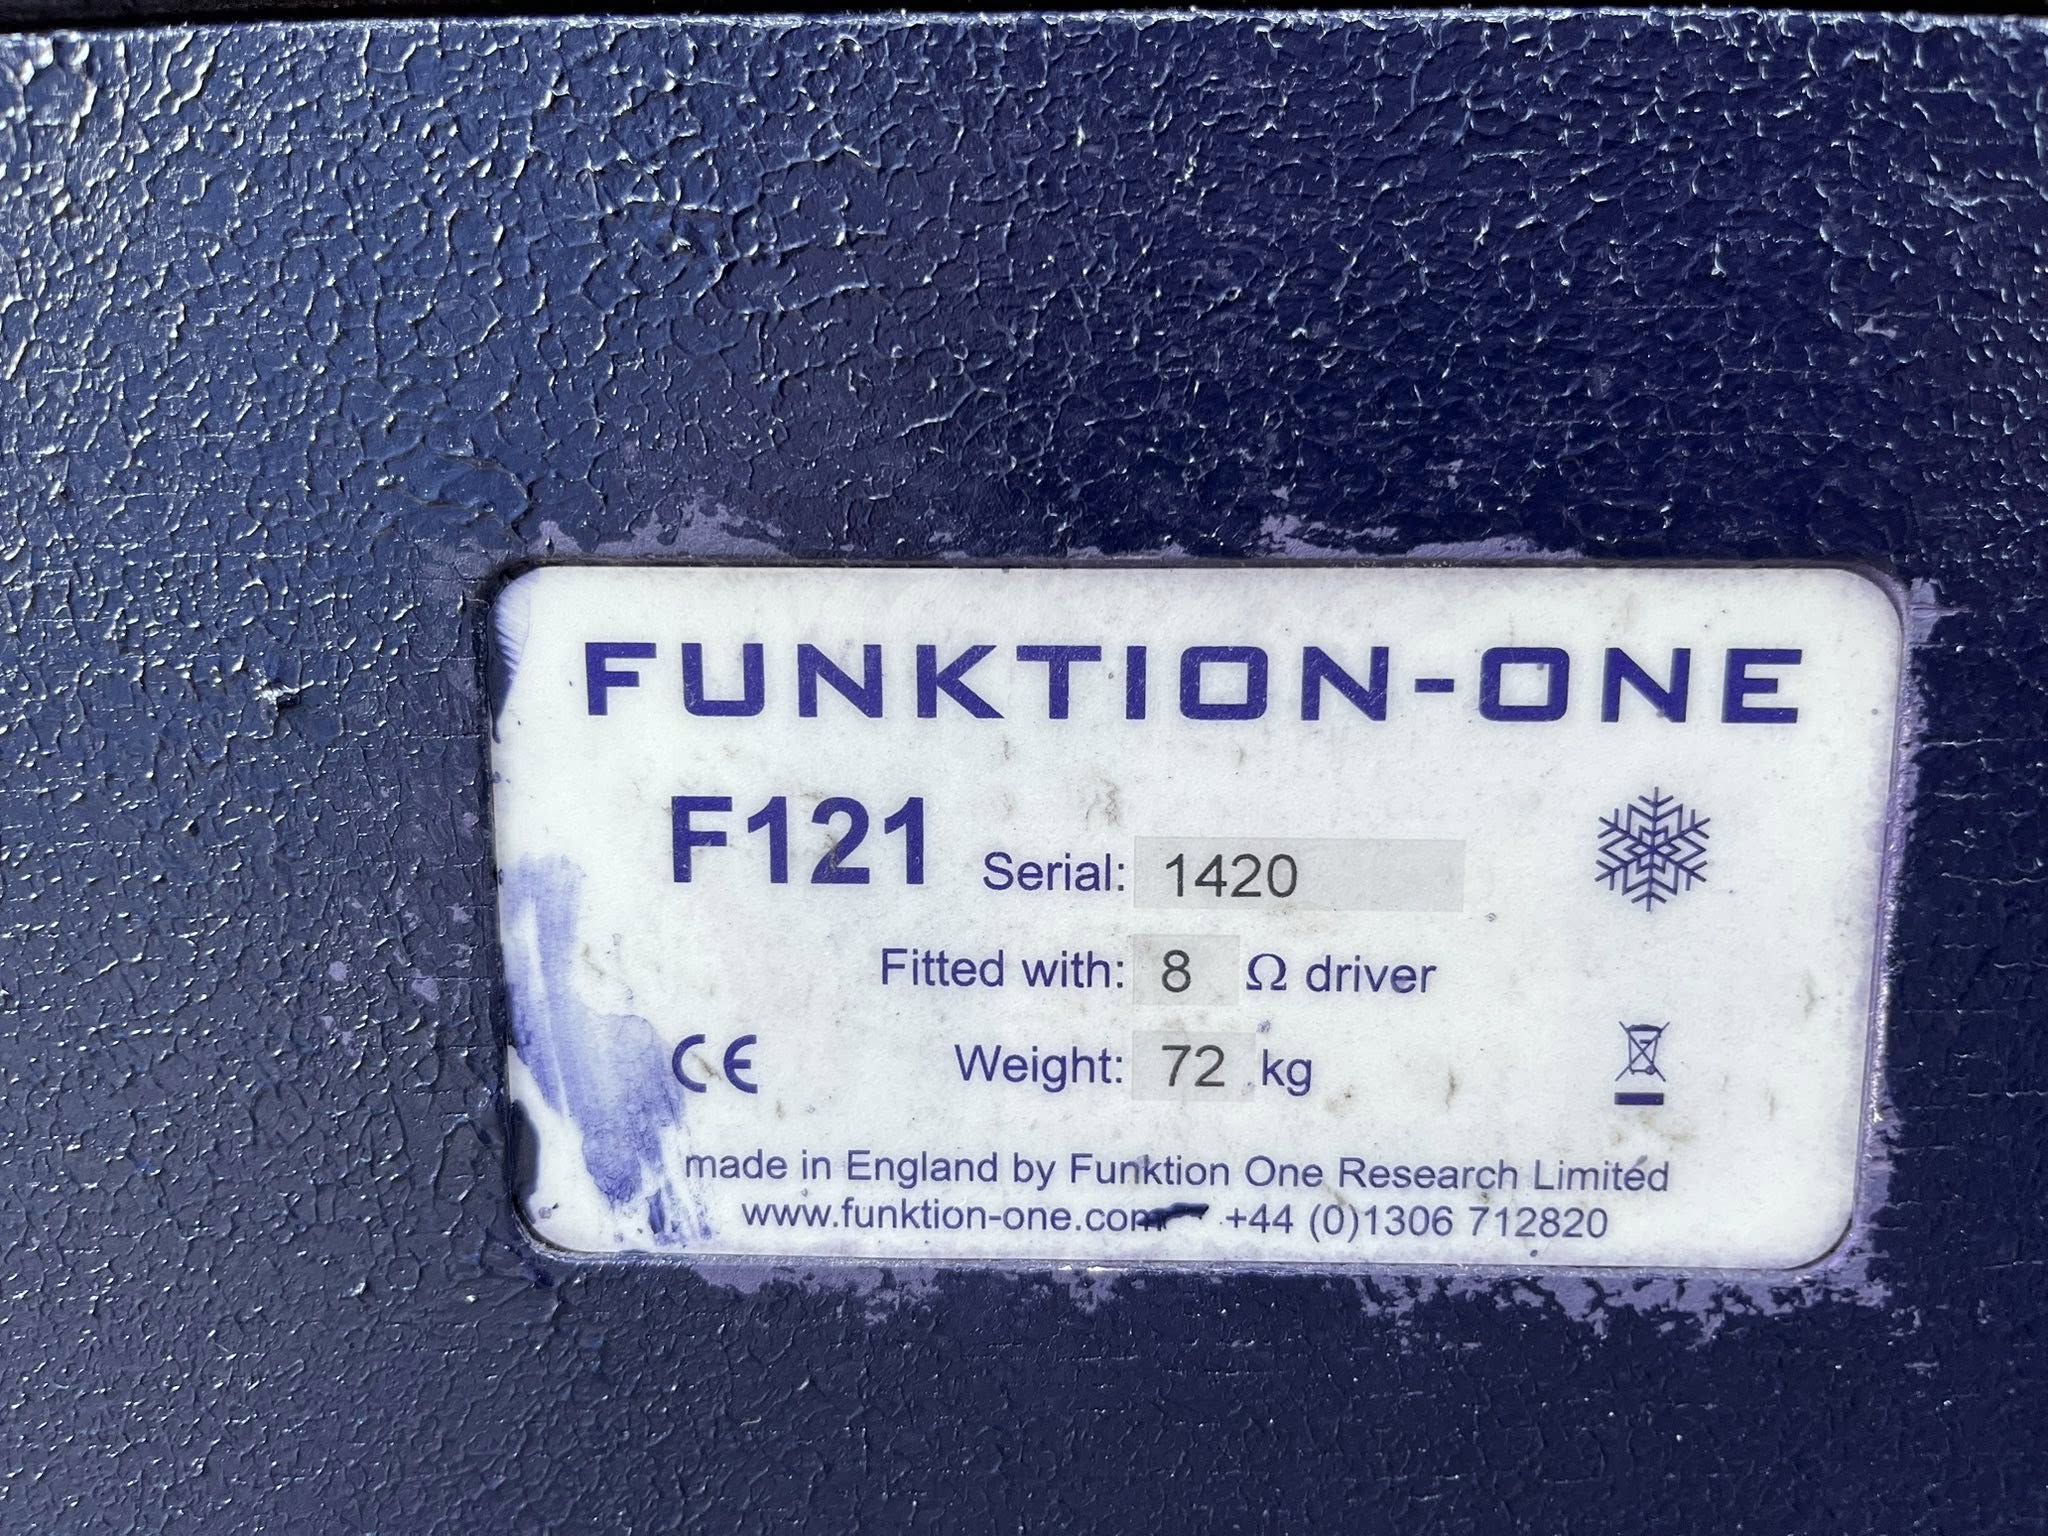 FUNKTION-ONE
F121 Serial: 1420
Fitted with: 8 Ω driver
CE Weight: 72 kg
made in England by Funktion One Research Limited
www.funktion-one.com +44 (0)1306 712820